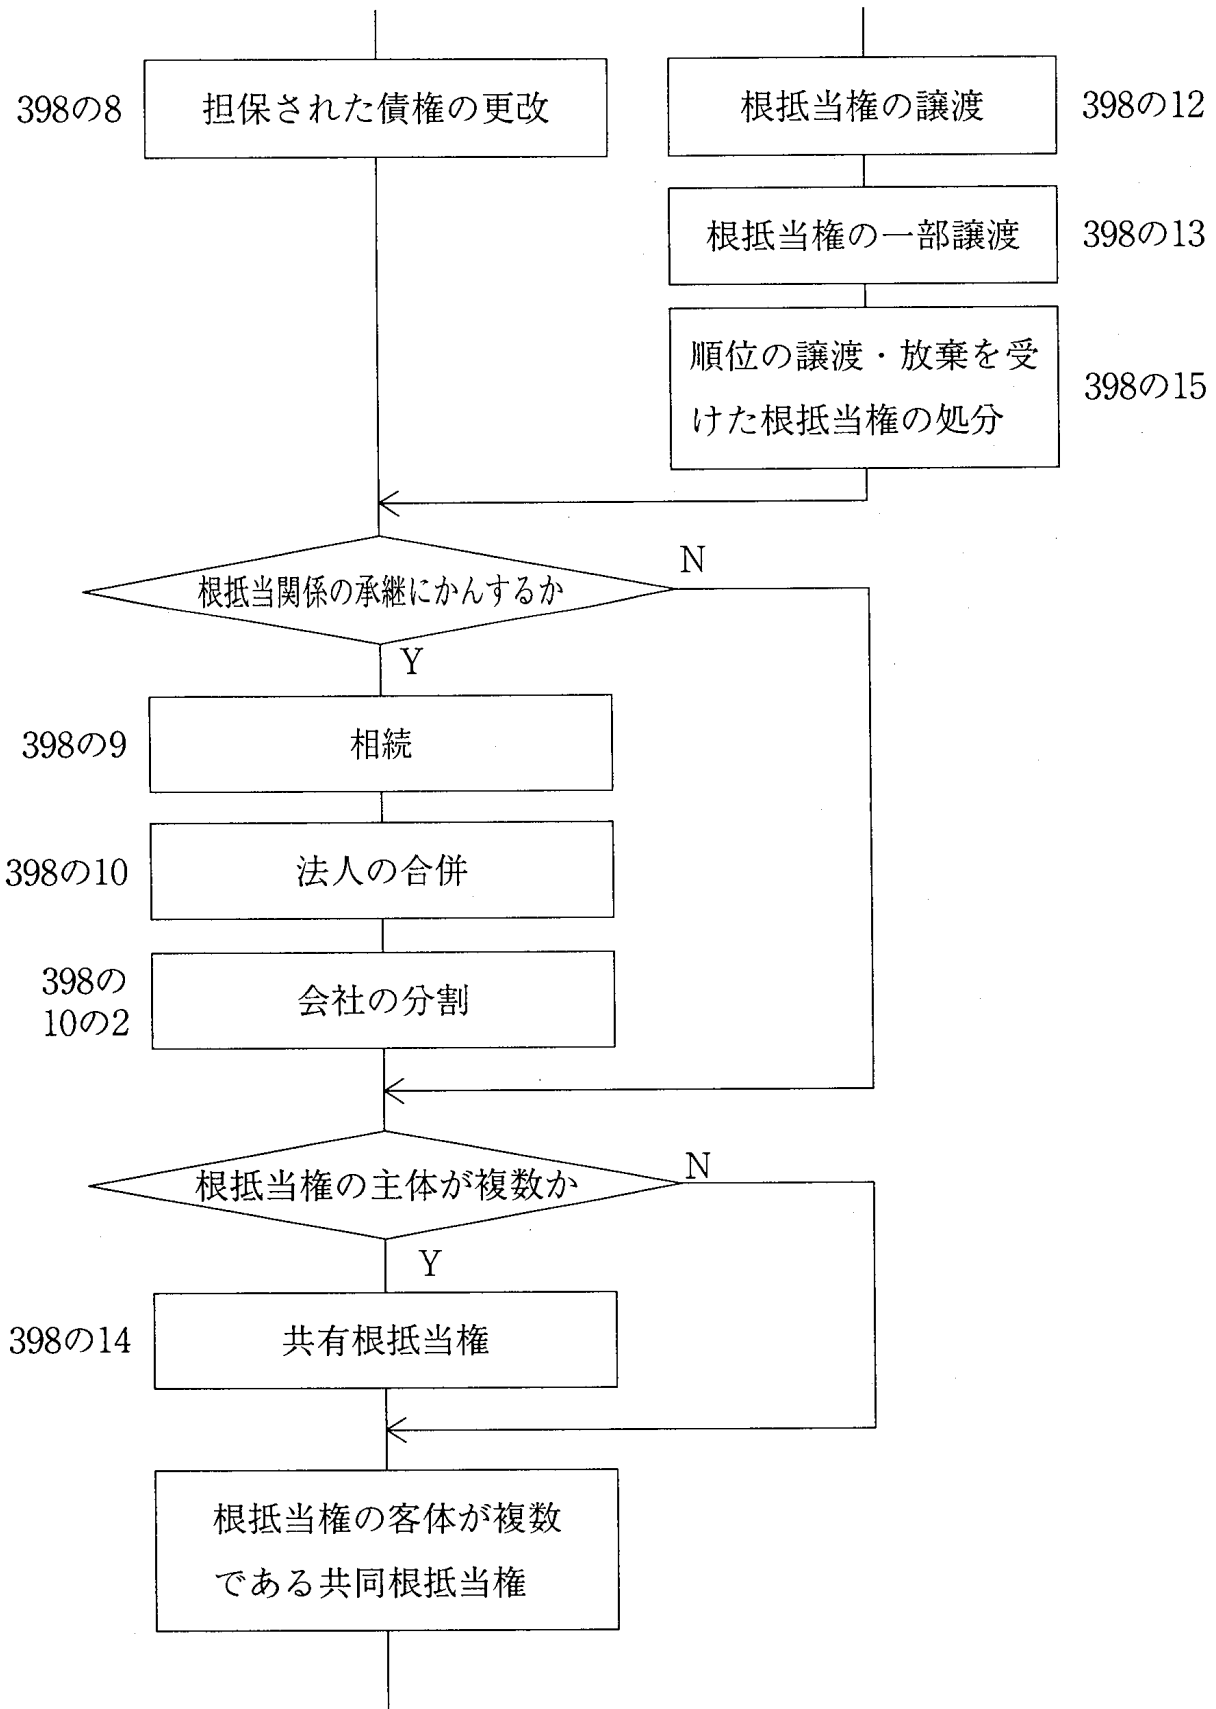 398の8
担保された債権の更改
根抵当権の譲渡
398の12
根抵当権の一部譲渡
398の13
順位の譲渡・放棄を受
けた根抵当権の処分
398の15
根抵当関係の承継にかんするか
N
Y
398の9
相続
398の10
法人の合併
398の
10の2
会社の分割
根抵当権の主体が複数か
N
Y
398の14
共有根抵当権
根抵当権の客体が複数
である共同根抵当権